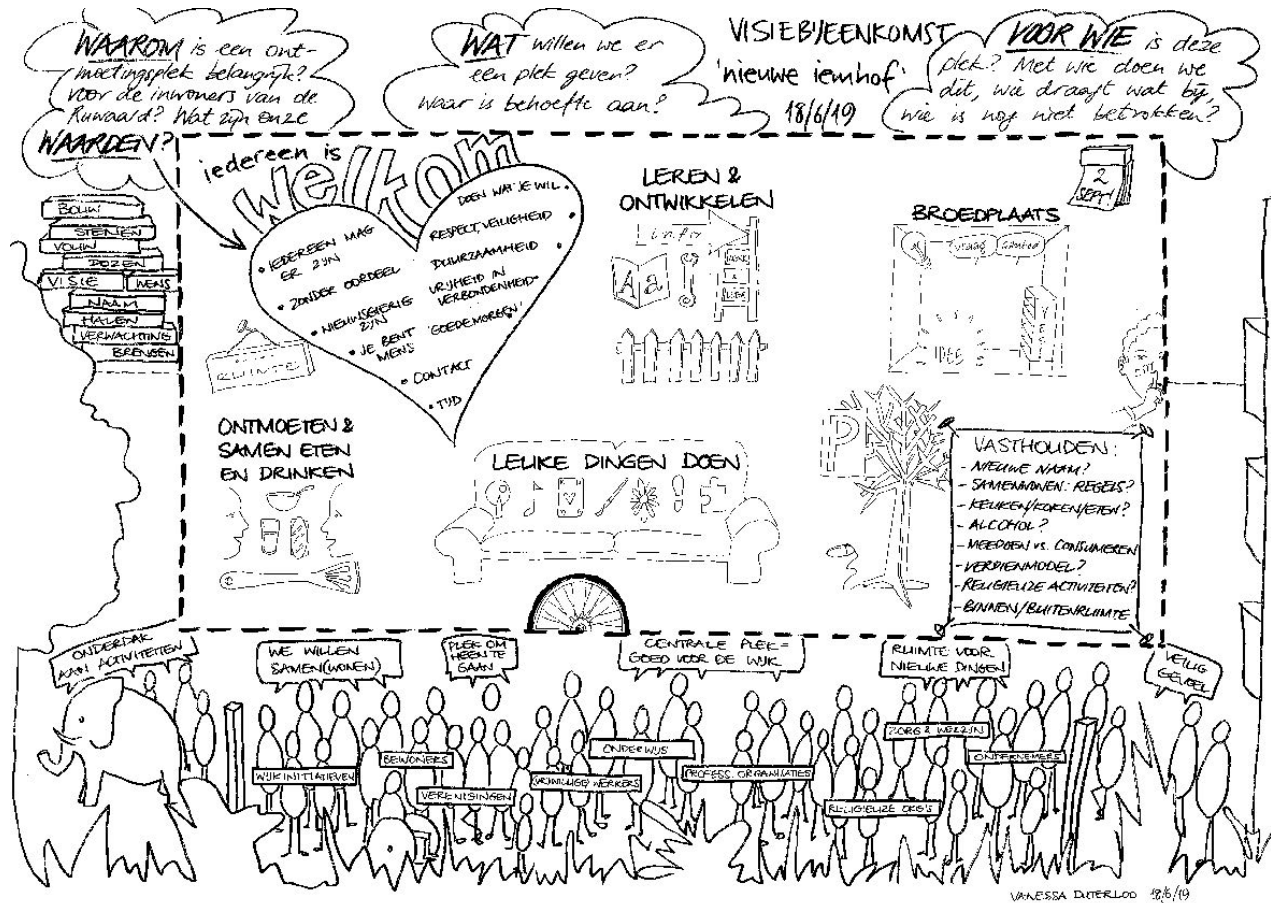 WAAROM is een ont-
moetingsplek belangrijk?
voor de inwoners van de
Ruwaard? Wat zijn onze
WAARDEN?
WAT willen we er
een plek geven?
waar is behoefte aan?
VISIEBIJEENKOMST
'nieuwe iemhof'
18/6/19
VOOR WIE is deze
plek? Met wie doen we
dit, wie draagt wat bij,
wie is nog niet betrokken?
iedereen is
welkom
• IEDEREEN MAG
ER ZIJN
• ZONDER OORDEEL
• NIEUWSGIERIG
ZIJN
• JE BENT
MENS
• CONTACT
• TIJD
DOEN WAT JE WIL •
RESPECT, VEILIGHEID •
DUURZAAMHEID •
VRIJHEID IN
VERBONDENHEID •
'GOEDEMORGEN' •
BOUW
STENEN
VOLUW
DOZEN
VISIE
WENS
NAAM
HALEN
VERWACHTING
BRENGEN
RUIMTE
LEREN &
ONTWIKKELEN
info
Aa
BROEDPLAATS
vraag
aanbod
IDEE
2
SEPT!
ONTMOETEN &
SAMEN ETEN
EN DRINKEN
LEUKE DINGEN DOEN
P
VASTHOUDEN:
- NIEUWE NAAM?
- SAMENWONEN: REGELS?
- KEUKEN/KOKEN/ETEN?
- ALCOHOL?
- MEEDOEN vs. CONSUMEREN
- VERDIENMODEL?
- RELIGIEUZE ACTIVITEITEN?
- BINNEN/BUITENRUIMTE
ONDERDAK
AAN ACTIVITEITEN
WE WILLEN
SAMEN(WONEN)
PLEK OM
HEEN TE
GAAN
CENTRALE PLEK =
GOED VOOR DE WIJK
RUIMTE VOOR
NIEUWE DINGEN
VEILIG
GEVOEL
WIJKINITIATIEVEN
BEWONERS
VERENIGINGEN
VRIJWILLIGE WERKERS
ONDERWIJS
PROFESS. ORGANISATIES
RELIGIEUZE ORG'S
ZORG & WELZIJN
ONDERNEMERS
VANESSA DUTERLOO 18/6/19